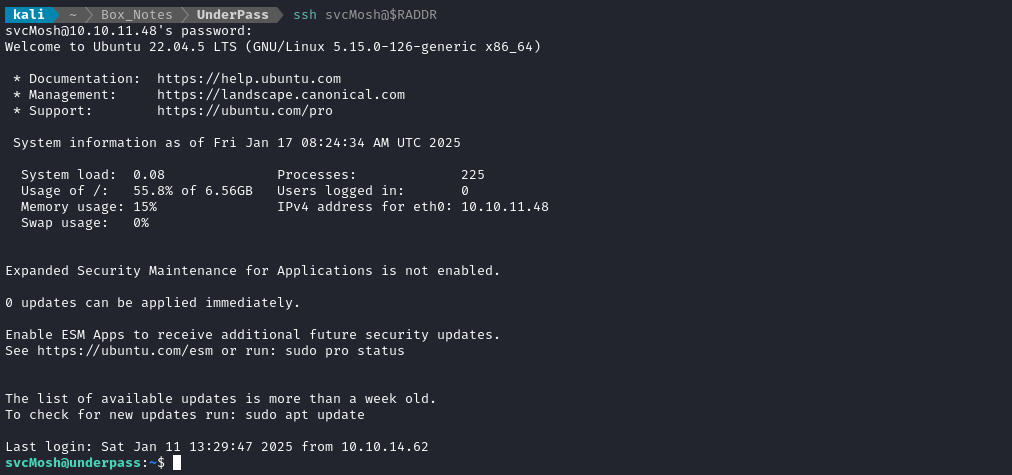 kali ~ Box_Notes UnderPass ssh svcMosh@$RADDR
svcMosh@10.10.11.48's password:
Welcome to Ubuntu 22.04.5 LTS (GNU/Linux 5.15.0-126-generic x86_64)
* Documentation: https://help.ubuntu.com
* Management: https://landscape.canonical.com
* Support: https://ubuntu.com/pro
System information as of Fri Jan 17 08:24:34 AM UTC 2025
System load: 0.08 Processes: 225
Usage of /: 55.8% of 6.56GB Users logged in: 0
Memory usage: 15% IPv4 address for eth0: 10.10.11.48
Swap usage: 0%
Expanded Security Maintenance for Applications is not enabled.
0 updates can be applied immediately.
Enable ESM Apps to receive additional future security updates.
See https://ubuntu.com/esm or run: sudo pro status
The list of available updates is more than a week old.
To check for new updates run: sudo apt update
Last login: Sat Jan 11 13:29:47 2025 from 10.10.14.62
svcMosh@underpass:~$